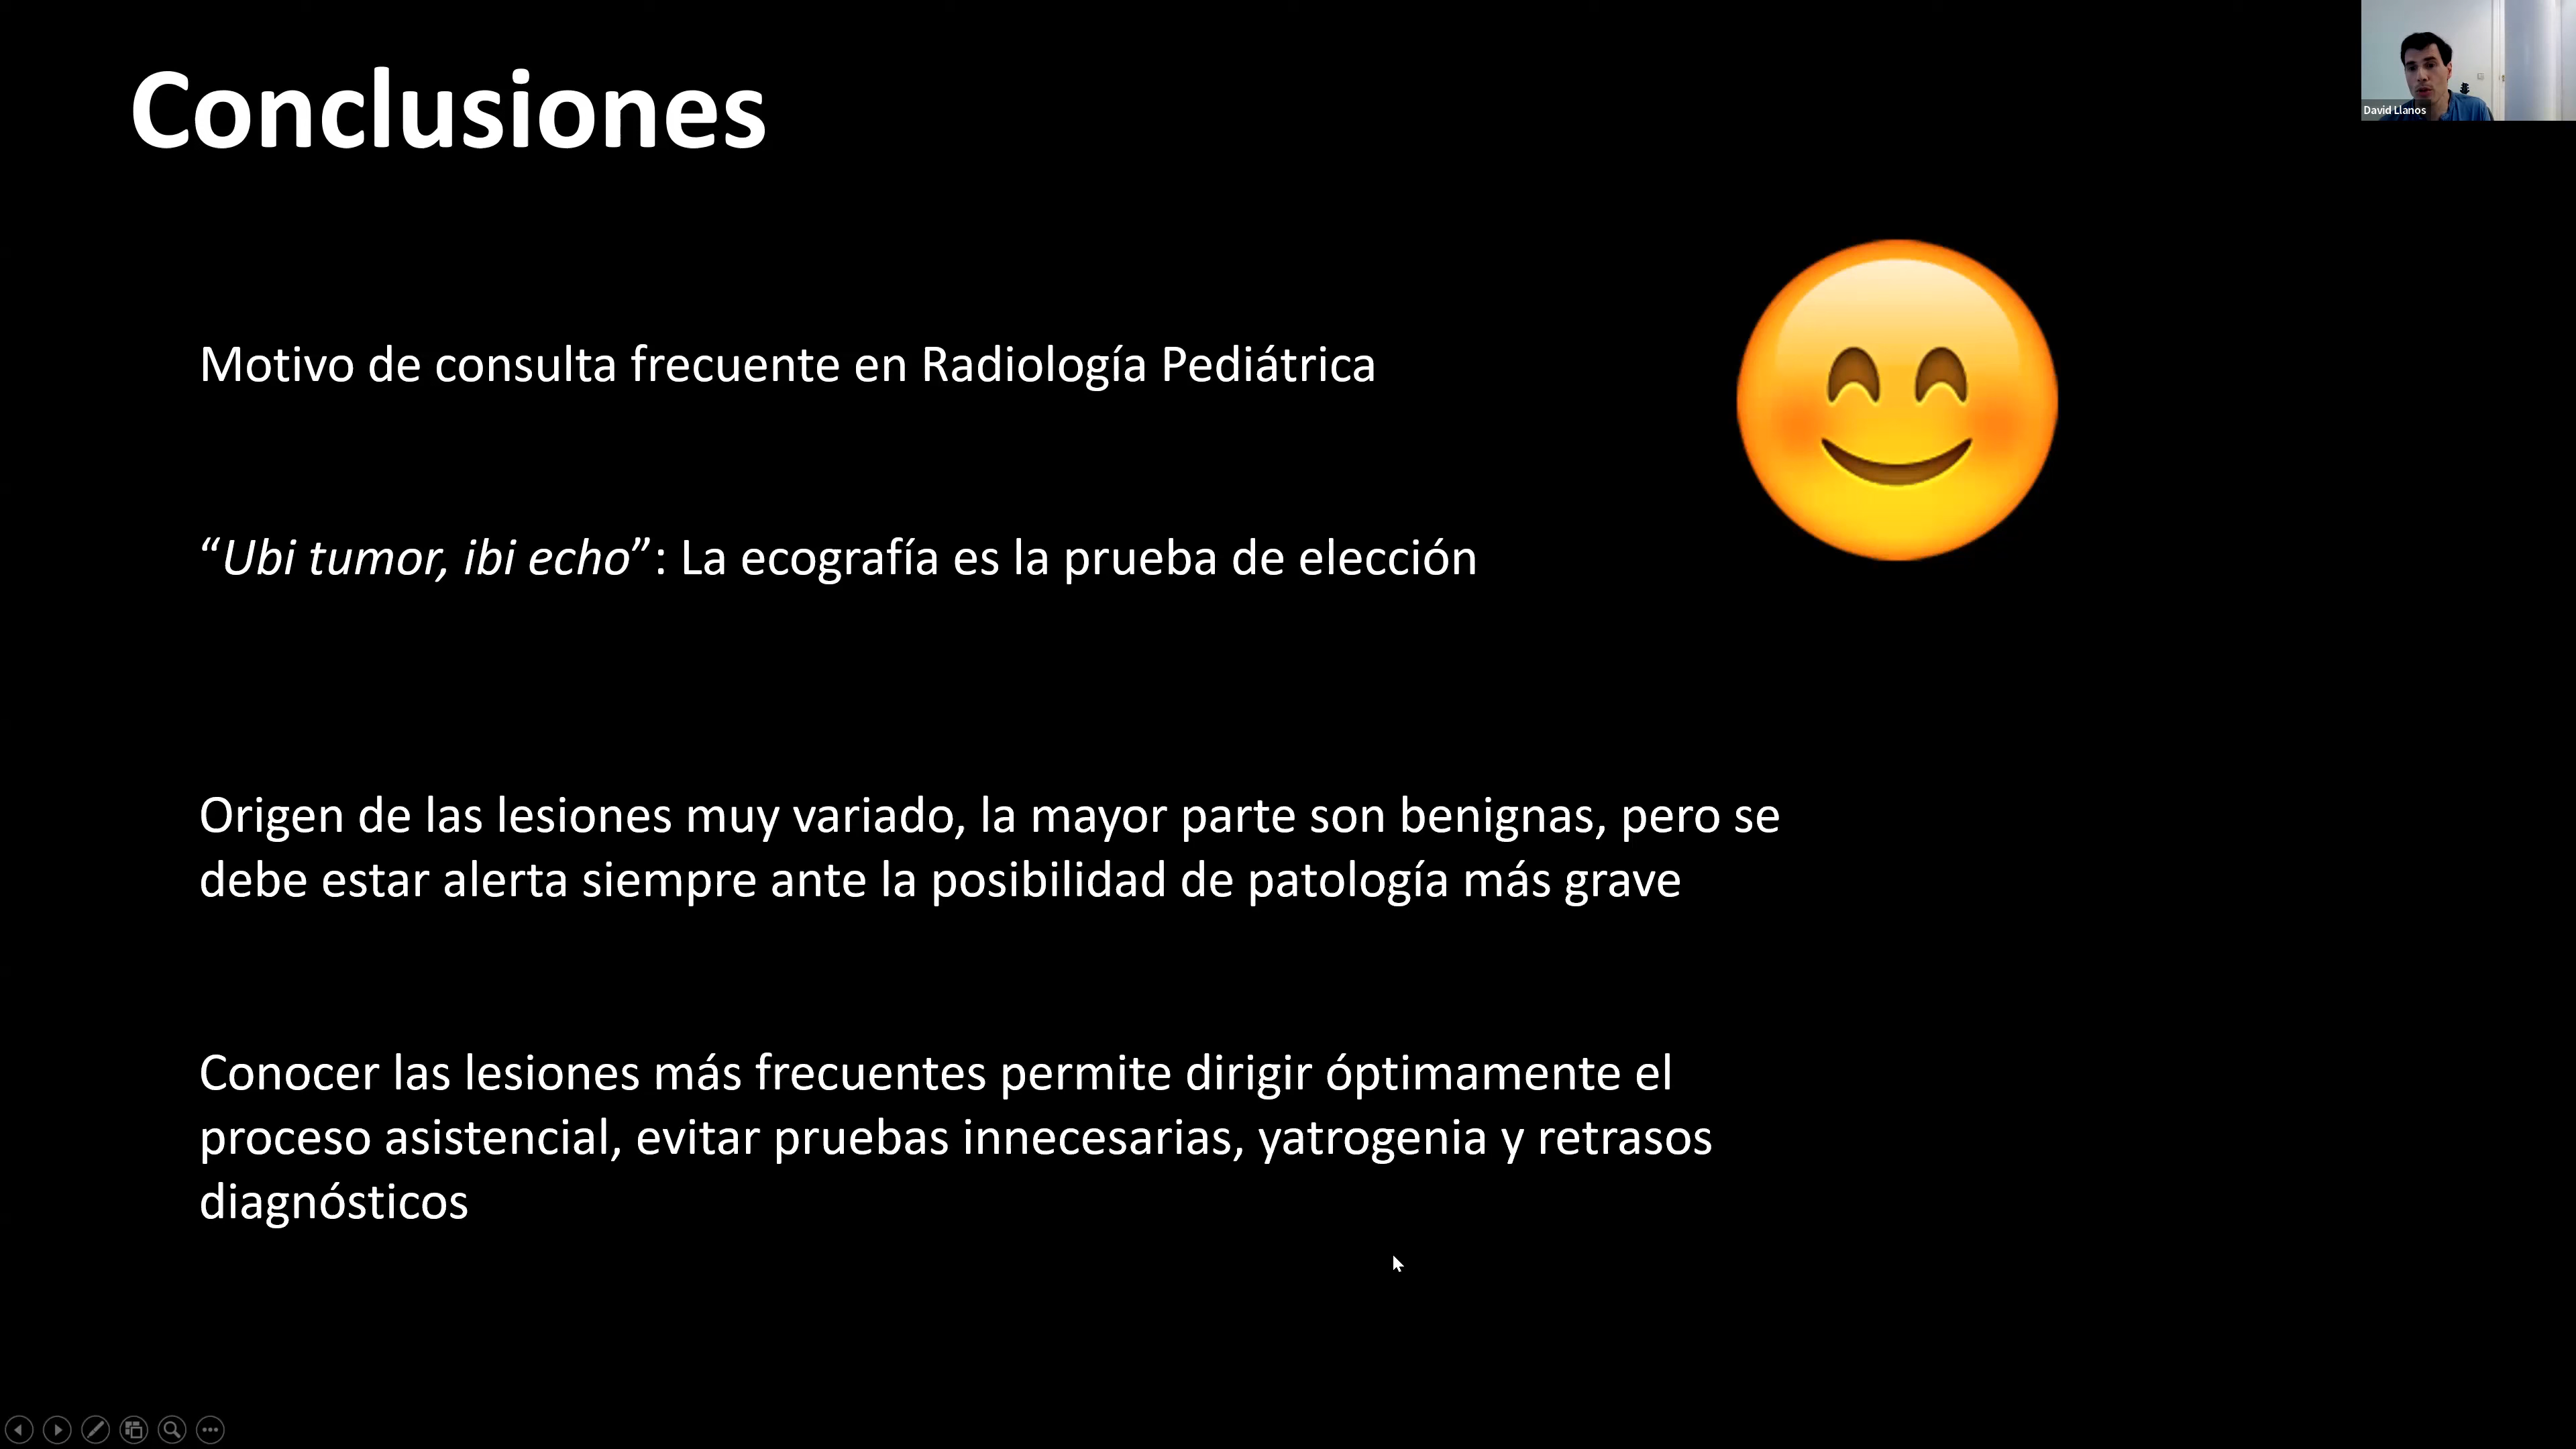 Conclusiones
David Llanos
Motivo de consulta frecuente en Radiología Pediátrica
“Ubi tumor, ibi echo”: La ecografía es la prueba de elección
Origen de las lesiones muy variado, la mayor parte son benignas, pero se
debe estar alerta siempre ante la posibilidad de patología más grave
Conocer las lesiones más frecuentes permite dirigir óptimamente el
proceso asistencial, evitar pruebas innecesarias, yatrogenia y retrasos
diagnósticos